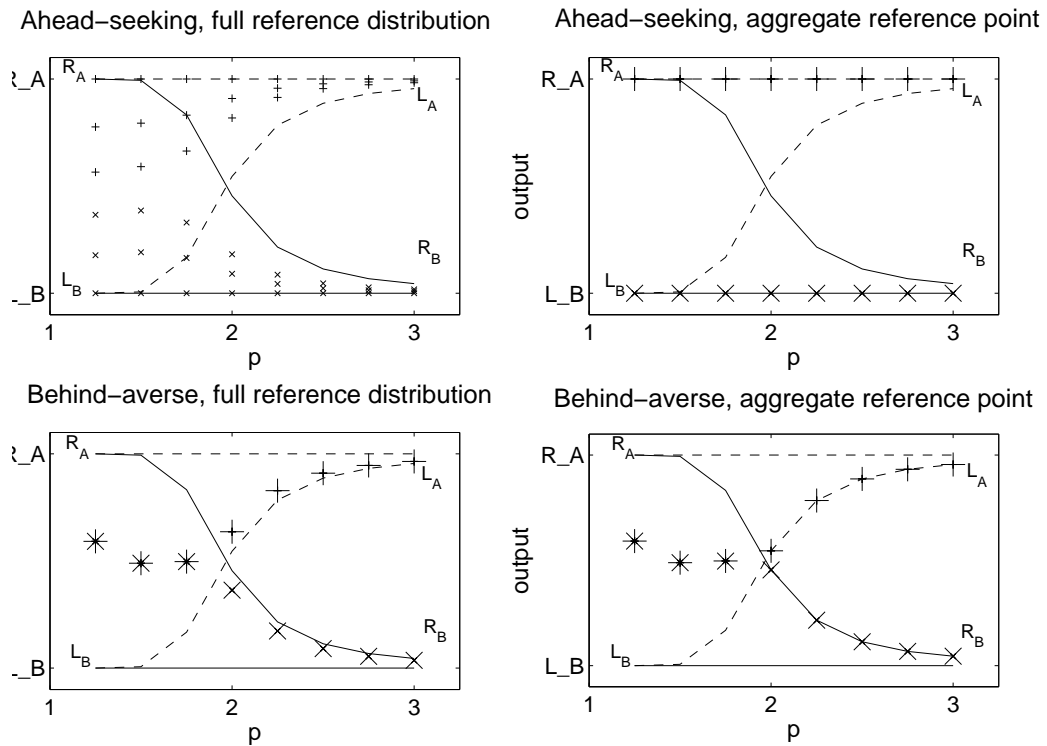 Ahead−seeking, full reference distribution
Ahead−seeking, aggregate reference point
R_A
R_A
L_A
R_B
L_B
L_B
1
2
3
p
R_A
R_A
L_A
output
R_B
L_B
L_B
1
2
3
p
Behind−averse, full reference distribution
Behind−averse, aggregate reference point
R_A
R_A
L_A
R_B
L_B
L_B
1
2
3
p
R_A
R_A
L_A
output
R_B
L_B
L_B
1
2
3
p